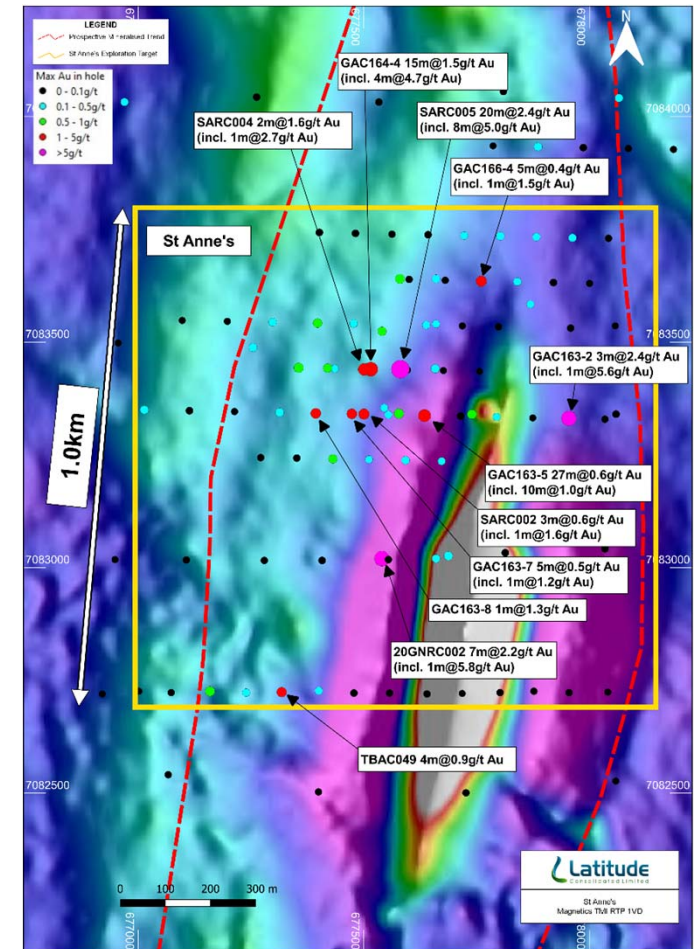 LEGEND
Prospective Mineralised Trend
St Anne's Exploration Target
Max Au in hole
0 - 0.1g/t
0.1 - 0.5g/t
0.5 - 1g/t
1 - 5g/t
>5g/t
677500
678000
N
GAC164-4 15m@1.5g/t Au
(incl. 4m@4.7g/t Au)
SARC004 2m@1.6g/t Au
(incl. 1m@2.7g/t Au)
SARC005 20m@2.4g/t Au
(incl. 8m@5.0g/t Au)
7084000
GAC166-4 5m@0.4g/t Au
(incl. 1m@1.5g/t Au)
St Anne's
7083500
7083500
GAC163-2 3m@2.4g/t Au
(incl. 1m@5.6g/t Au)
1.0km
GAC163-5 27m@0.6g/t Au
(incl. 10m@1.0g/t Au)
SARC002 3m@0.6g/t Au
(incl. 1m@1.6g/t Au)
7083000
7083000
GAC163-7 5m@0.5g/t Au
(incl. 1m@1.2g/t Au)
GAC163-8 1m@1.3g/t Au
20GNRC002 7m@2.2g/t Au
(incl. 1m@5.8g/t Au)
TBAC049 4m@0.9g/t Au
7082500
7082500
0 100 200 300 m
Latitude
Consolidated Limited
St Anne's
Magnetics TMI RTP 1VD
677000
677500
678000